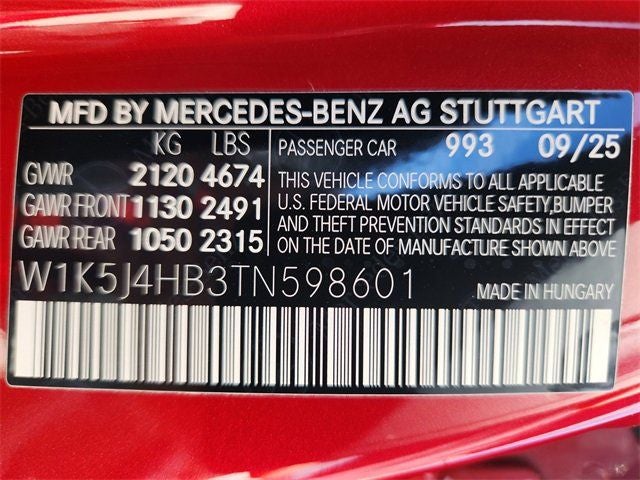 MFD BY MERCEDES-BENZ AG STUTTGART
KG LBS
GVWR 2120 4674
GAWR FRONT 1130 2491
GAWR REAR 1050 2315
PASSENGER CAR 993 09/25
THIS VEHICLE CONFORMS TO ALL APPLICABLE
U.S. FEDERAL MOTOR VEHICLE SAFETY,BUMPER
AND THEFT PREVENTION STANDARDS IN EFFECT
ON THE DATE OF MANUFACTURE SHOWN ABOVE.
W1K5J4HB3TN598601
MADE IN HUNGARY